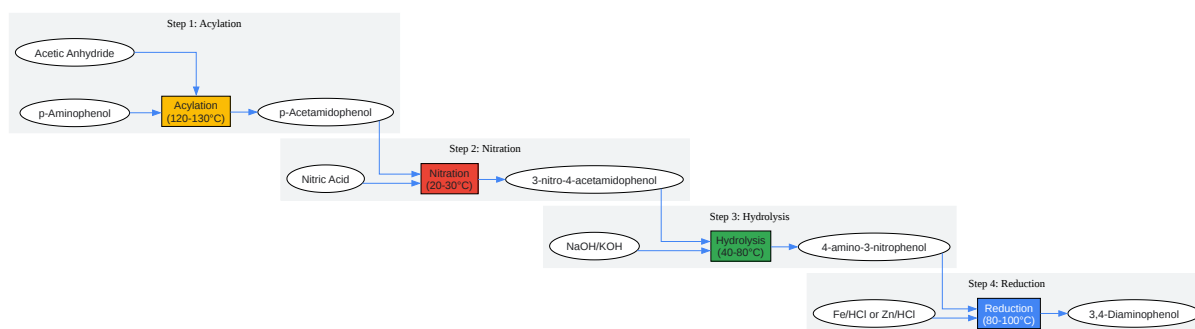 Step 1: Acylation
Acetic Anhydride
p-Aminophenol
Acylation
(120-130°C)
p-Acetamidophenol
Step 2: Nitration
Nitric Acid
Nitration
(20-30°C)
3-nitro-4-acetamidophenol
Step 3: Hydrolysis
NaOH/KOH
Hydrolysis
(40-80°C)
4-amino-3-nitrophenol
Step 4: Reduction
Fe/HCl or Zn/HCl
Reduction
(80-100°C)
3,4-Diaminophenol